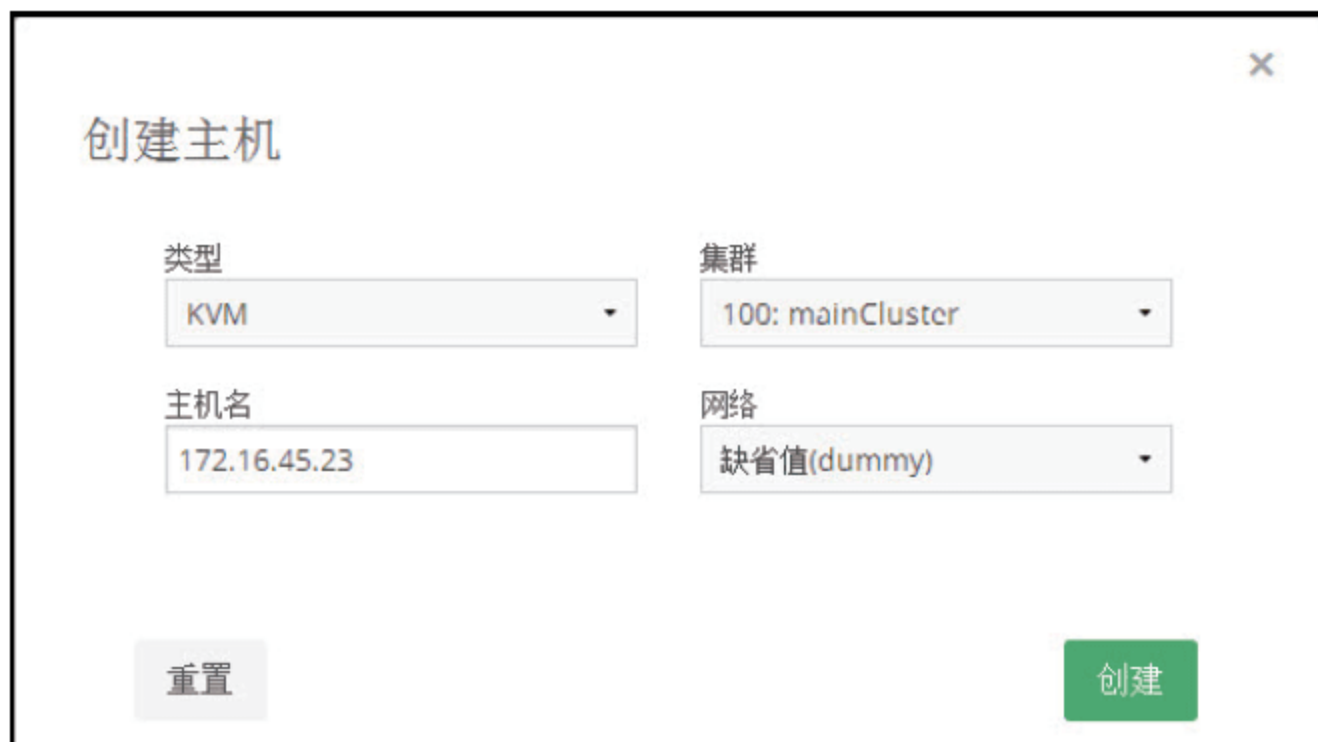 ×
创建主机
类型 集群
KVM 100: mainCluster
主机名 网络
172.16.45.23 缺省值(dummy)
重置 创建